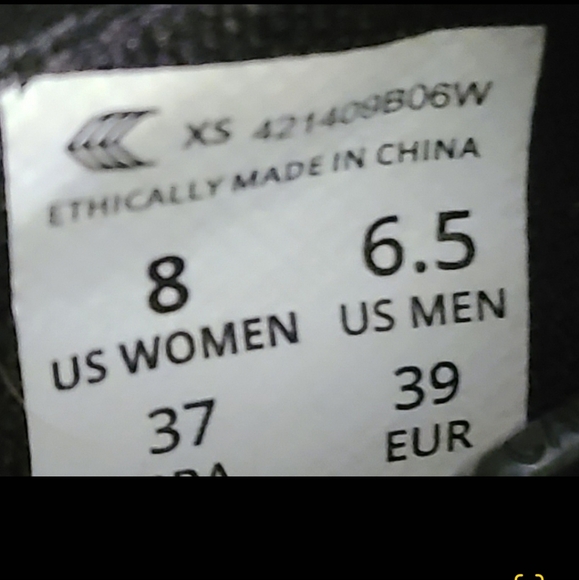 XS 421409B06W
ETHICALLY MADE IN CHINA
8
6.5
US WOMEN
US MEN
37
39
EUR